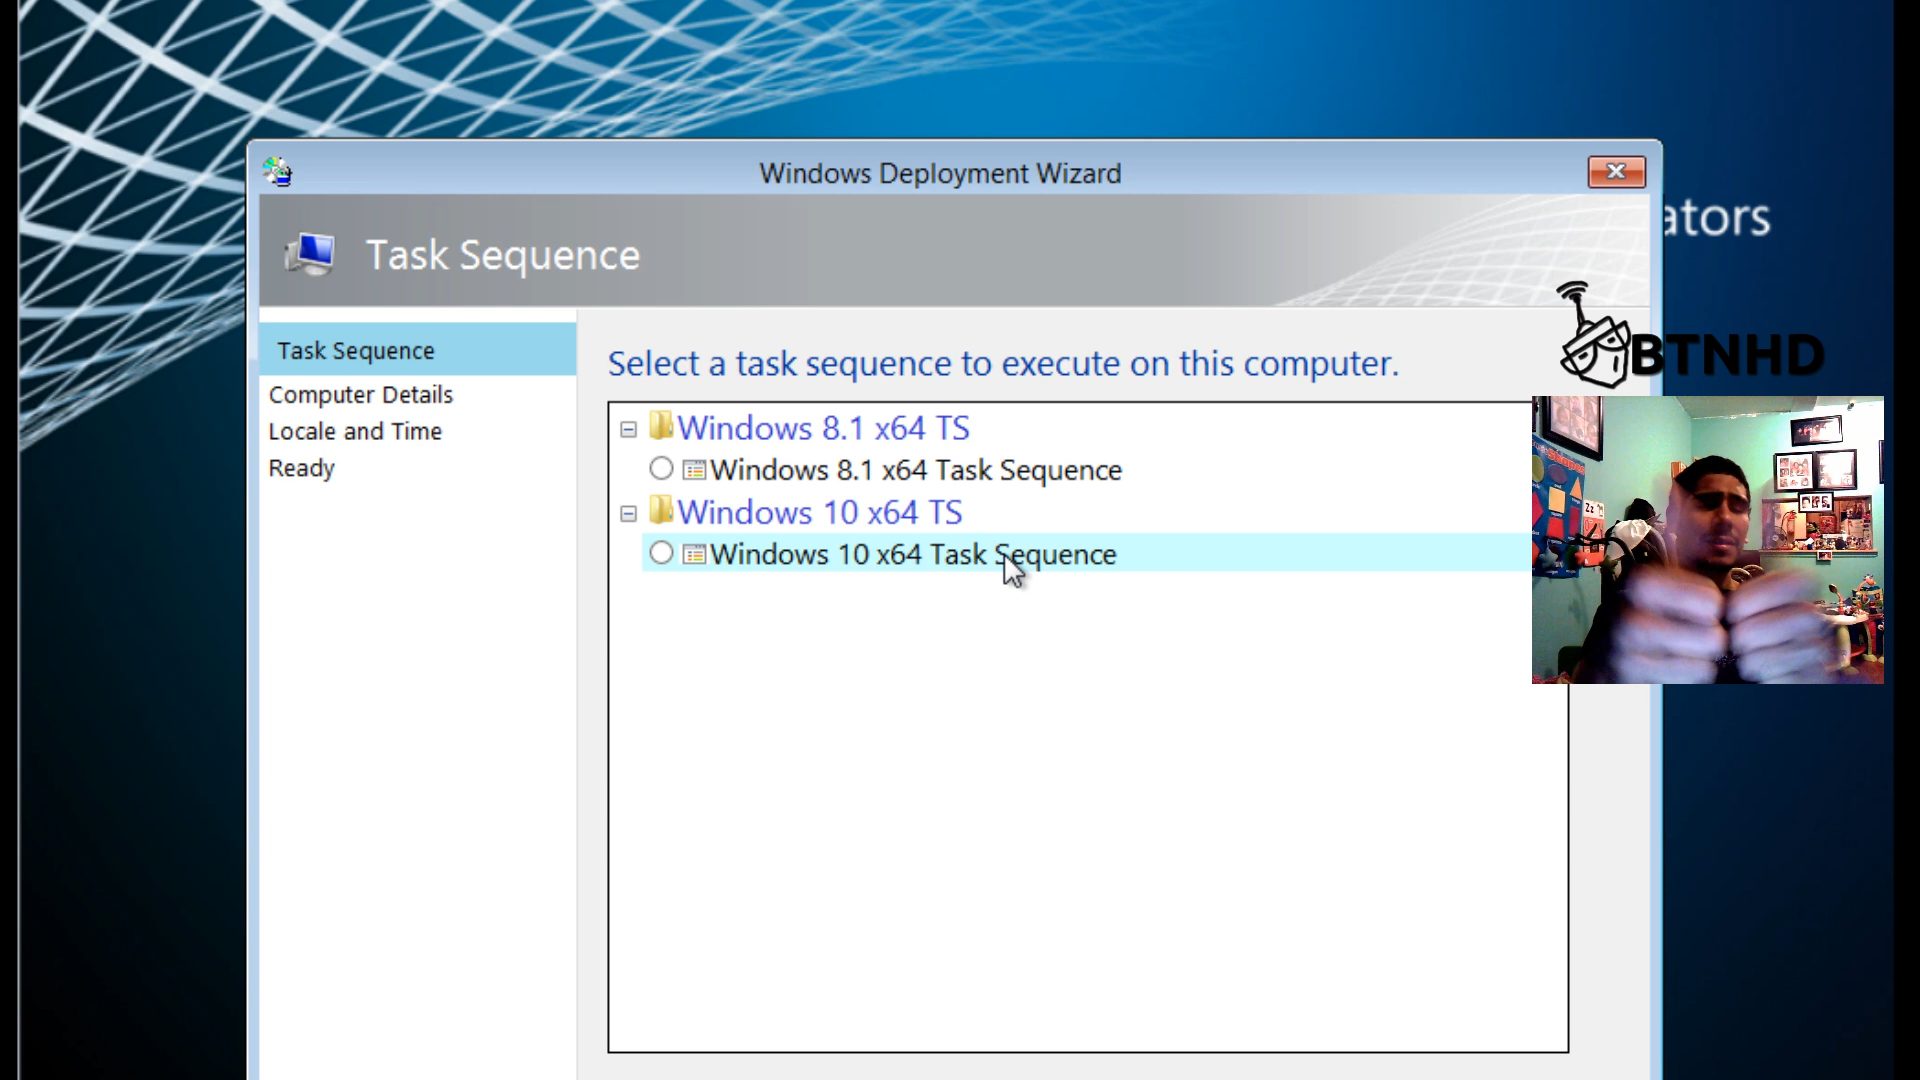 Windows Deployment Wizard
ators
Task Sequence
BTNHD
Task Sequence
Computer Details
Locale and Time
Ready
Select a task sequence to execute on this computer.
Windows 8.1 x64 TS
Windows 8.1 x64 Task Sequence
Windows 10 x64 TS
Windows 10 x64 Task Sequence